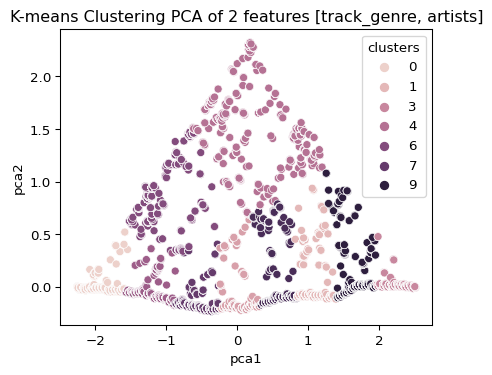 K-means Clustering PCA of 2 features [track_genre, artists]
clusters
0
1
3
4
6
7
9
pca2
2.0
1.5
1.0
0.5
0.0
−2 −1 0 1 2
pca1